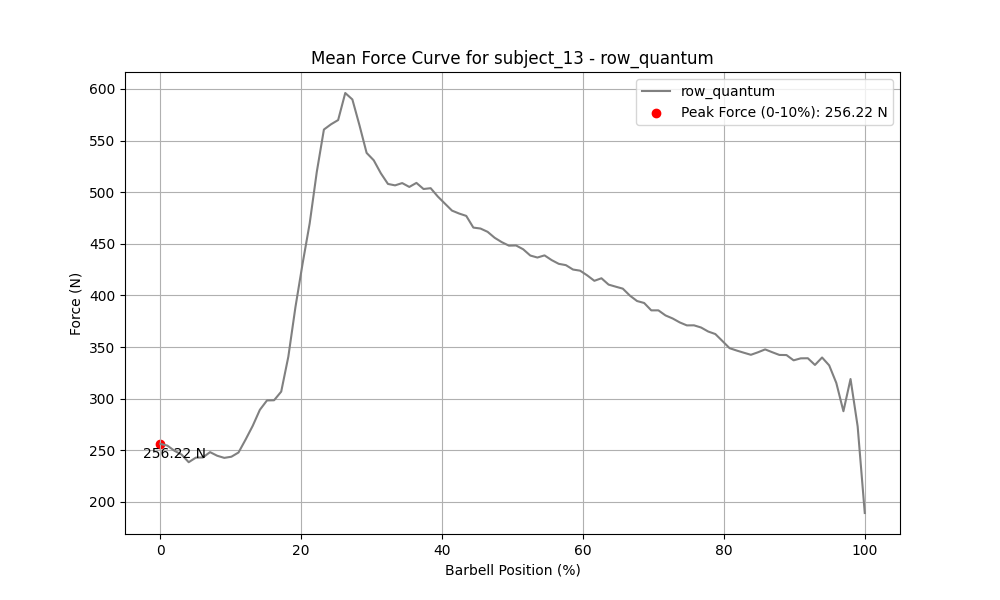 Mean Force Curve for subject_13 - row_quantum
row_quantum
Peak Force (0-10%): 256.22 N
600
550
500
450
400
350
300
250
200
Force (N)
256.22 N
0 20 40 60 80 100
Barbell Position (%)